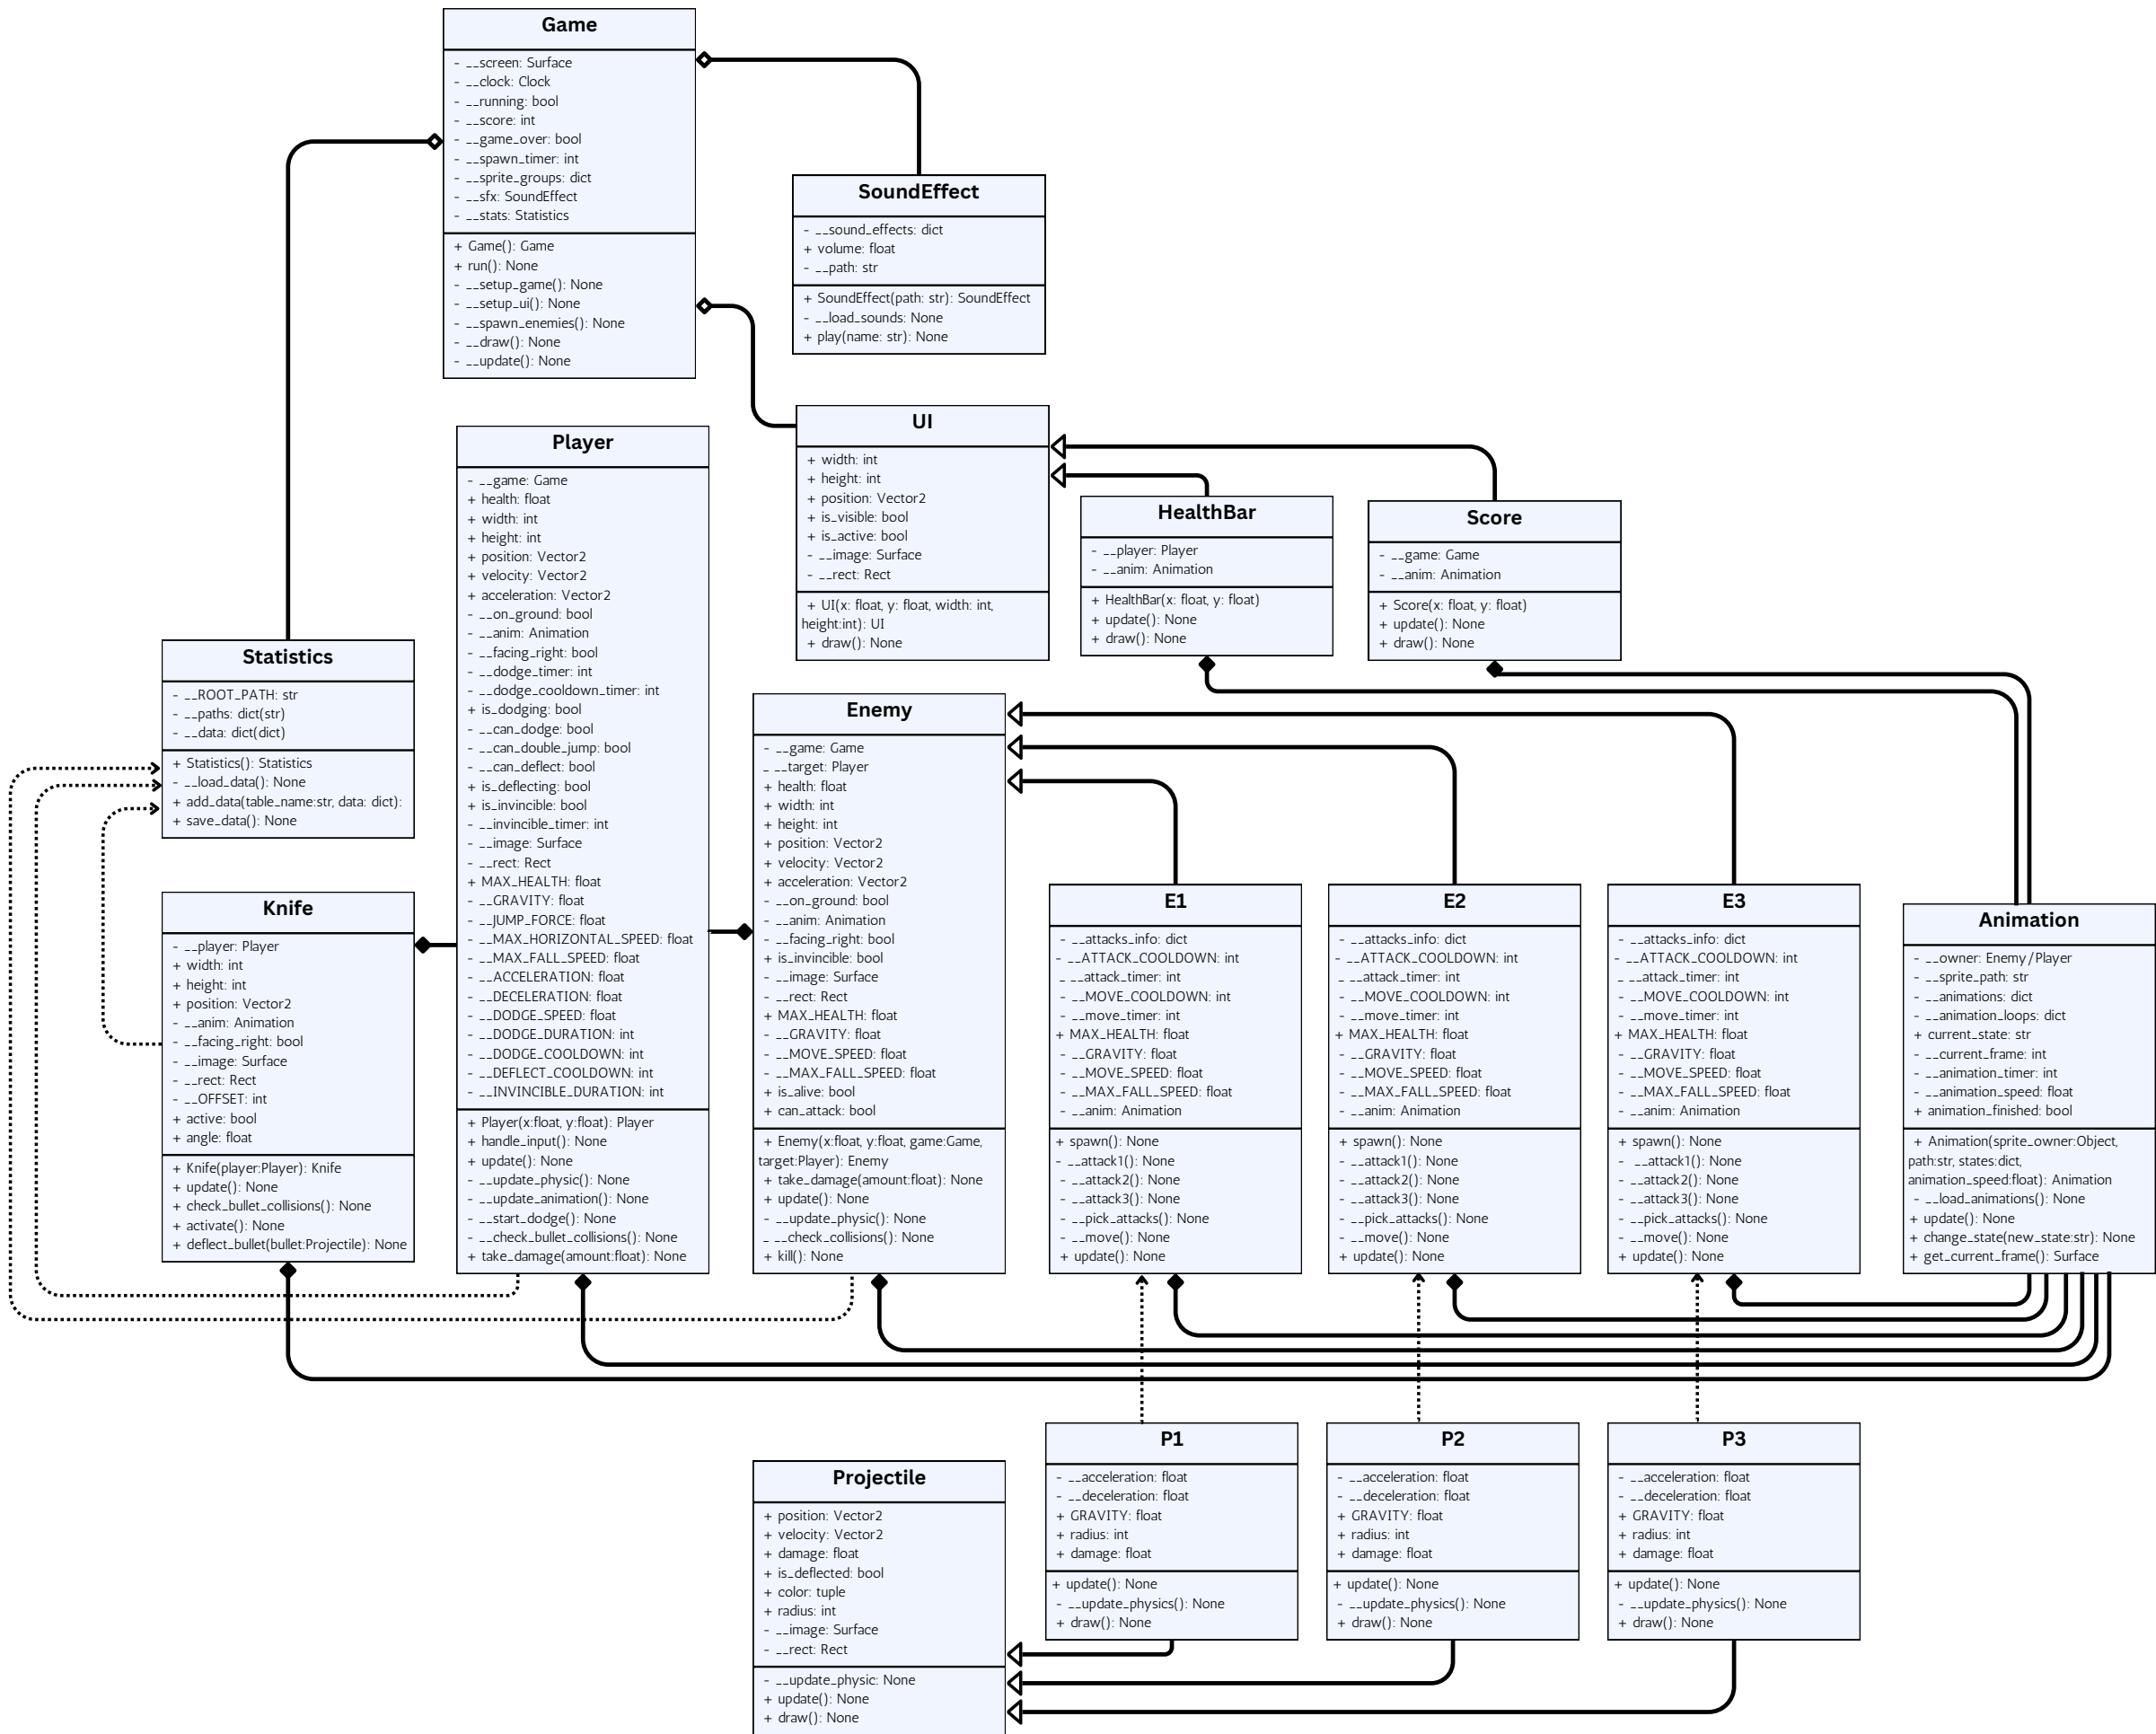 Game
- __screen: Surface
- __clock: Clock
- __running: bool
- __score: int
- __game_over: bool
- __spawn_timer: int
- __sprite_groups: dict
- __sfx: SoundEffect
- __stats: Statistics
+ Game(): Game
+ run(): None
- __setup_game(): None
- __setup_ui(): None
- __spawn_enemies(): None
- __draw(): None
- __update(): None
SoundEffect
- __sound_effects: dict
+ volume: float
- __path: str
+ SoundEffect(path: str): SoundEffect
- __load_sounds: None
+ play(name: str): None
UI
+ width: int
+ height: int
+ position: Vector2
+ is_visible: bool
+ is_active: bool
- __image: Surface
- __rect: Rect
+ UI(x: float, y: float, width: int,
height:int): UI
+ draw(): None
HealthBar
- __player: Player
- __anim: Animation
+ HealthBar(x: float, y: float)
+ update(): None
+ draw(): None
Score
- __game: Game
- __anim: Animation
+ Score(x: float, y: float)
+ update(): None
+ draw(): None
Player
- __game: Game
+ health: float
+ width: int
+ height: int
+ position: Vector2
+ velocity: Vector2
+ acceleration: Vector2
- __on_ground: bool
- __anim: Animation
- __facing_right: bool
- __dodge_timer: int
- __dodge_cooldown_timer: int
+ is_dodging: bool
- __can_dodge: bool
- __can_double_jump: bool
- __can_deflect: bool
+ is_deflecting: bool
+ is_invincible: bool
- __invincible_timer: int
- __image: Surface
- __rect: Rect
+ MAX_HEALTH: float
- __GRAVITY: float
- __JUMP_FORCE: float
- __MAX_HORIZONTAL_SPEED: float
- __MAX_FALL_SPEED: float
- __ACCELERATION: float
- __DECELERATION: float
- __DODGE_SPEED: float
- __DODGE_DURATION: int
- __DODGE_COOLDOWN: int
- __DEFLECT_COOLDOWN: int
- __INVINCIBLE_DURATION: int
+ Player(x:float, y:float): Player
+ handle_input(): None
+ update(): None
- __update_physic(): None
- __update_animation(): None
- __start_dodge(): None
- __check_bullet_collisions(): None
+ take_damage(amount:float): None
Statistics
- __ROOT_PATH: str
- __paths: dict(str)
- __data: dict(dict)
+ Statistics(): Statistics
- __load_data(): None
+ add_data(table_name:str, data: dict):
+ save_data(): None
Knife
- __player: Player
+ width: int
+ height: int
+ position: Vector2
- __anim: Animation
- __facing_right: bool
- __image: Surface
- __rect: Rect
- __OFFSET: int
+ active: bool
+ angle: float
+ Knife(player:Player): Knife
+ update(): None
+ check_bullet_collisions(): None
+ activate(): None
+ deflect_bullet(bullet:Projectile): None
Enemy
- __game: Game
- __target: Player
+ health: float
+ width: int
+ height: int
+ position: Vector2
+ velocity: Vector2
+ acceleration: Vector2
- __on_ground: bool
- __anim: Animation
- __facing_right: bool
+ is_invincible: bool
- __image: Surface
- __rect: Rect
+ MAX_HEALTH: float
- __GRAVITY: float
- __MOVE_SPEED: float
- __MAX_FALL_SPEED: float
+ is_alive: bool
+ can_attack: bool
+ Enemy(x:float, y:float, game:Game,
target:Player): Enemy
+ take_damage(amount:float): None
+ update(): None
- __update_physic(): None
- __check_collisions(): None
+ kill(): None
E1
- __attacks_info: dict
- __ATTACK_COOLDOWN: int
- __attack_timer: int
- __MOVE_COOLDOWN: int
- __move_timer: int
+ MAX_HEALTH: float
- __GRAVITY: float
- __MOVE_SPEED: float
- __MAX_FALL_SPEED: float
- __anim: Animation
+ spawn(): None
- __attack1(): None
- __attack2(): None
- __attack3(): None
- __pick_attacks(): None
- __move(): None
+ update(): None
E2
- __attacks_info: dict
- __ATTACK_COOLDOWN: int
- __attack_timer: int
- __MOVE_COOLDOWN: int
- __move_timer: int
+ MAX_HEALTH: float
- __GRAVITY: float
- __MOVE_SPEED: float
- __MAX_FALL_SPEED: float
- __anim: Animation
+ spawn(): None
- __attack1(): None
- __attack2(): None
- __attack3(): None
- __pick_attacks(): None
- __move(): None
+ update(): None
E3
- __attacks_info: dict
- __ATTACK_COOLDOWN: int
- __attack_timer: int
- __MOVE_COOLDOWN: int
- __move_timer: int
+ MAX_HEALTH: float
- __GRAVITY: float
- __MOVE_SPEED: float
- __MAX_FALL_SPEED: float
- __anim: Animation
+ spawn(): None
- __attack1(): None
- __attack2(): None
- __attack3(): None
- __pick_attacks(): None
- __move(): None
+ update(): None
Animation
- __owner: Enemy/Player
- __sprite_path: str
- __animations: dict
- __animation_loops: dict
+ current_state: str
- __current_frame: int
- __animation_timer: int
- __animation_speed: float
+ animation_finished: bool
+ Animation(sprite_owner:Object,
path:str, states:dict,
animation_speed:float): Animation
- __load_animations(): None
+ update(): None
+ change_state(new_state:str): None
+ get_current_frame(): Surface
Projectile
+ position: Vector2
+ velocity: Vector2
+ damage: float
+ is_deflected: bool
+ color: tuple
+ radius: int
- __image: Surface
- __rect: Rect
- __update_physic: None
+ update(): None
+ draw(): None
P1
- __acceleration: float
- __deceleration: float
+ GRAVITY: float
+ radius: int
+ damage: float
+ update(): None
- __update_physics(): None
+ draw(): None
P2
- __acceleration: float
- __deceleration: float
+ GRAVITY: float
+ radius: int
+ damage: float
+ update(): None
- __update_physics(): None
+ draw(): None
P3
- __acceleration: float
- __deceleration: float
+ GRAVITY: float
+ radius: int
+ damage: float
+ update(): None
- __update_physics(): None
+ draw(): None